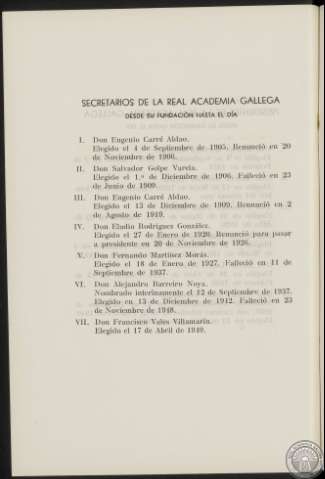 SECRETARIOS DE LA REAL ACADEMIA GALLEGA
DESDE SU FUNDACIÓN HASTA EL DÍA
I. Don Eugenio Carré Aldao.
Elegido el 4 de Septiembre de 1905. Renunció en 20
de Noviembre de 1906.
II. Don Salvador Golpe Varela.
Elegido el 1.º de Diciembre de 1906. Falleció en 23
de Junio de 1909.
III. Don Eugenio Carré Aldao.
Elegido el 13 de Diciembre de 1909. Renunció en 2
de Agosto de 1919.
IV. Don Eladio Rodríguez González.
Elegido el 27 de Enero de 1920. Renunció para pasar
a presidente en 20 de Noviembre de 1926.
V. Don Fernando Martínez Morás.
Elegido el 18 de Enero de 1927. Falleció en 11 de
Septiembre de 1937.
VI. Don Alejandro Barreiro Noya.
Nombrado interinamente el 12 de Septiembre de 1937.
Elegido en 13 de Diciembre de 1942. Falleció en 23
de Noviembre de 1948.
VII. Don Francisco Vales Villamarín.
Elegido el 17 de Abril de 1949.